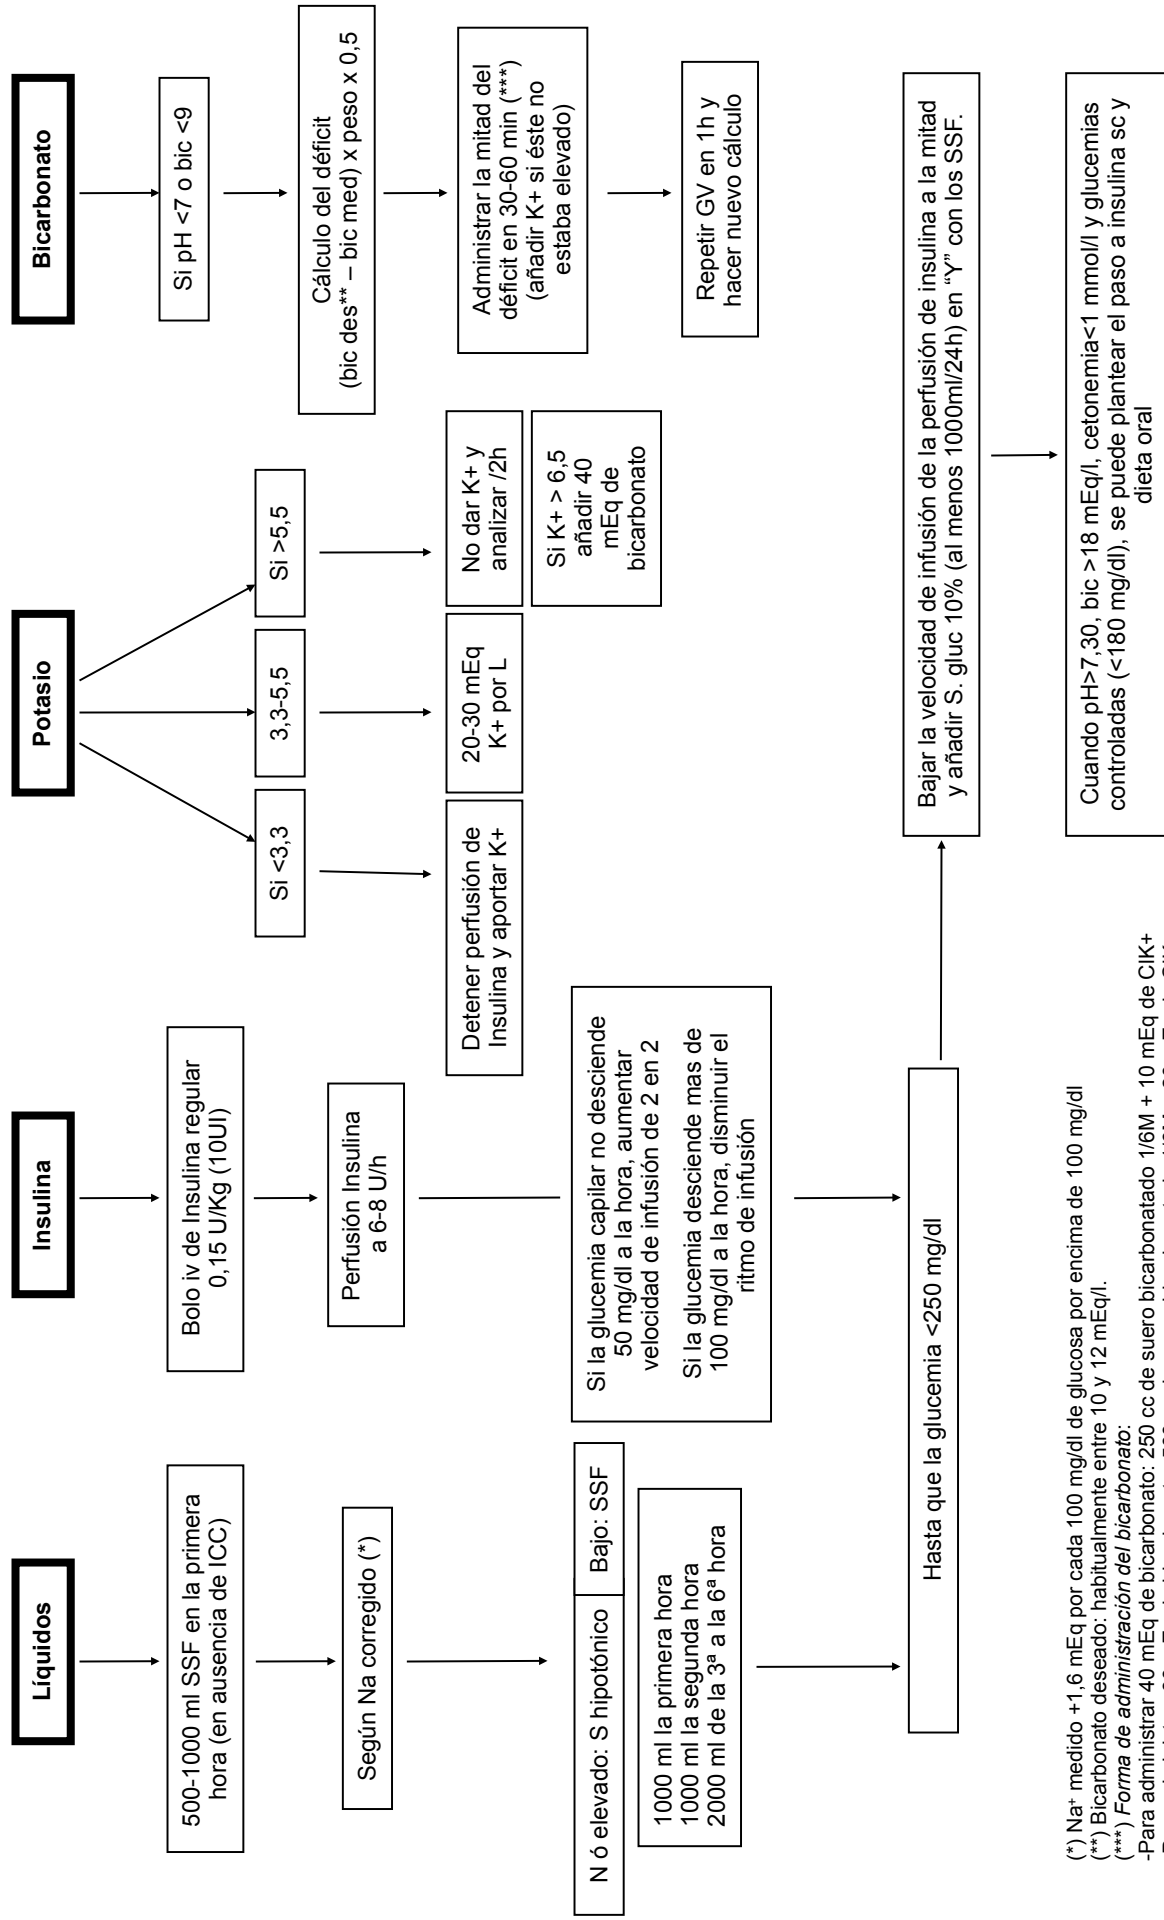 Líquidos
500-1000 ml SSF en la primera
hora (en ausencia de ICC)
Según Na corregido (*)
N ó elevado: S hipotónico
Bajo: SSF
1000 ml la primera hora
1000 ml la segunda hora
2000 ml de la 3ª a la 6ª hora
Insulina
Bolo iv de Insulina regular
0,15 U/Kg (10UI)
Perfusión Insulina
a 6-8 U/h
Si la glucemia capilar no desciende
50 mg/dl a la hora, aumentar
velocidad de infusión de 2 en 2
Si la glucemia desciende mas de
100 mg/dl a la hora, disminuir el
ritmo de infusión
Hasta que la glucemia <250 mg/dl
Potasio
Si <3,3
3,3-5,5
Si >5,5
Detener perfusión de
Insulina y aportar K+
20-30 mEq
K+ por L
No dar K+ y
analizar /2h
Si K+ > 6,5
añadir 40
mEq de
bicarbonato
Bicarbonato
Si pH <7 o bic <9
Cálculo del déficit
(bic des** – bic med) x peso x 0,5
Administrar la mitad del
déficit en 30-60 min (***)
(añadir K+ si éste no
estaba elevado)
Repetir GV en 1h y
hacer nuevo cálculo
Bajar la velocidad de infusión de la perfusión de insulina a la mitad
y añadir S. gluc 10% (al menos 1000ml/24h) en “Y” con los SSF.
Cuando pH>7,30, bic >18 mEq/l, cetonemia<1 mmol/l y glucemias
controladas (<180 mg/dl), se puede plantear el paso a insulina sc y
dieta oral
(*) Na⁺ medido +1,6 mEq por cada 100 mg/dl de glucosa por encima de 100 mg/dl
(**) Bicarbonato deseado: habitualmente entre 10 y 12 mEq/l.
(***) Forma de administración del bicarbonato:
-Para administrar 40 mEq de bicarbonato: 250 cc de suero bicarbonatado 1/6M + 10 mEq de ClK+